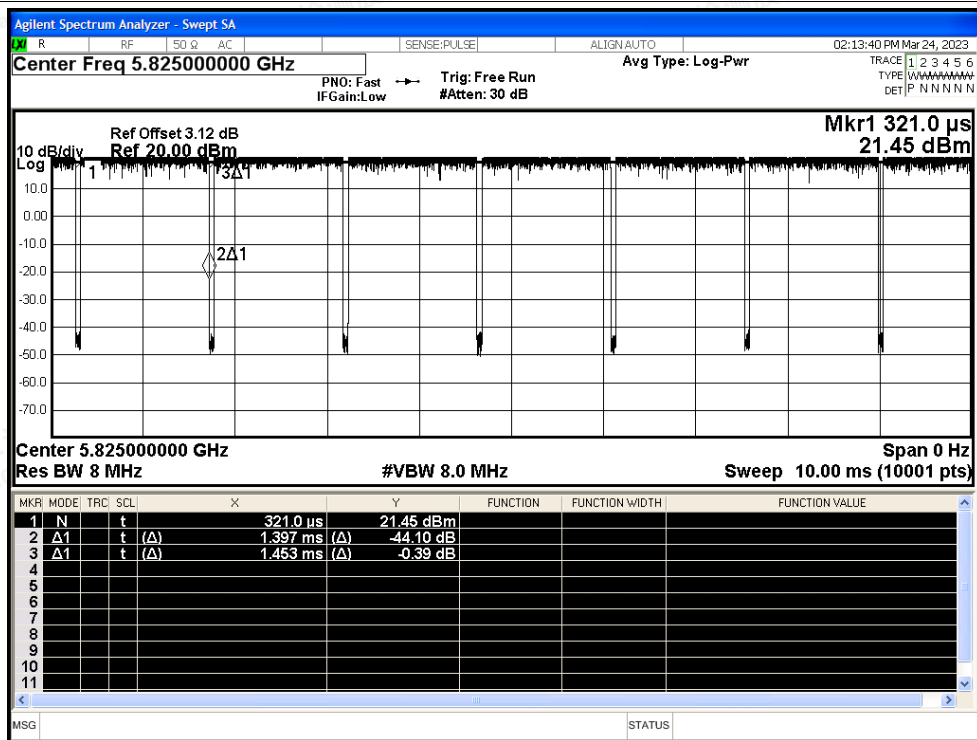 Agilent Spectrum Analyzer - Swept SA
LXI R RF 50 Ω AC SENSE:PULSE ALIGN AUTO 02:13:40 PM Mar 24, 2023
Center Freq 5.825000000 GHz
PNO: Fast
IFGain:Low
Trig: Free Run
#Atten: 30 dB
Avg Type: Log-Pwr
TRACE 1 2 3 4 5 6
TYPE
DET P N N N N N
Mkr1 321.0 µs
21.45 dBm
Ref Offset 3.12 dB
10 dB/div Ref 20.00 dBm
Log
1
3Δ1
10.0
0.00
-10.0
2Δ1
-20.0
-30.0
-40.0
-50.0
-60.0
-70.0
Center 5.825000000 GHz Span 0 Hz
Res BW 8 MHz #VBW 8.0 MHz Sweep 10.00 ms (10001 pts)
MKR MODE TRC SCL X Y FUNCTION FUNCTION WIDTH FUNCTION VALUE
1 N t 321.0 µs 21.45 dBm
2 Δ1 t (Δ) 1.397 ms (Δ) -44.10 dB
3 Δ1 t (Δ) 1.453 ms (Δ) -0.39 dB
4
5
6
7
8
9
10
11
MSG STATUS